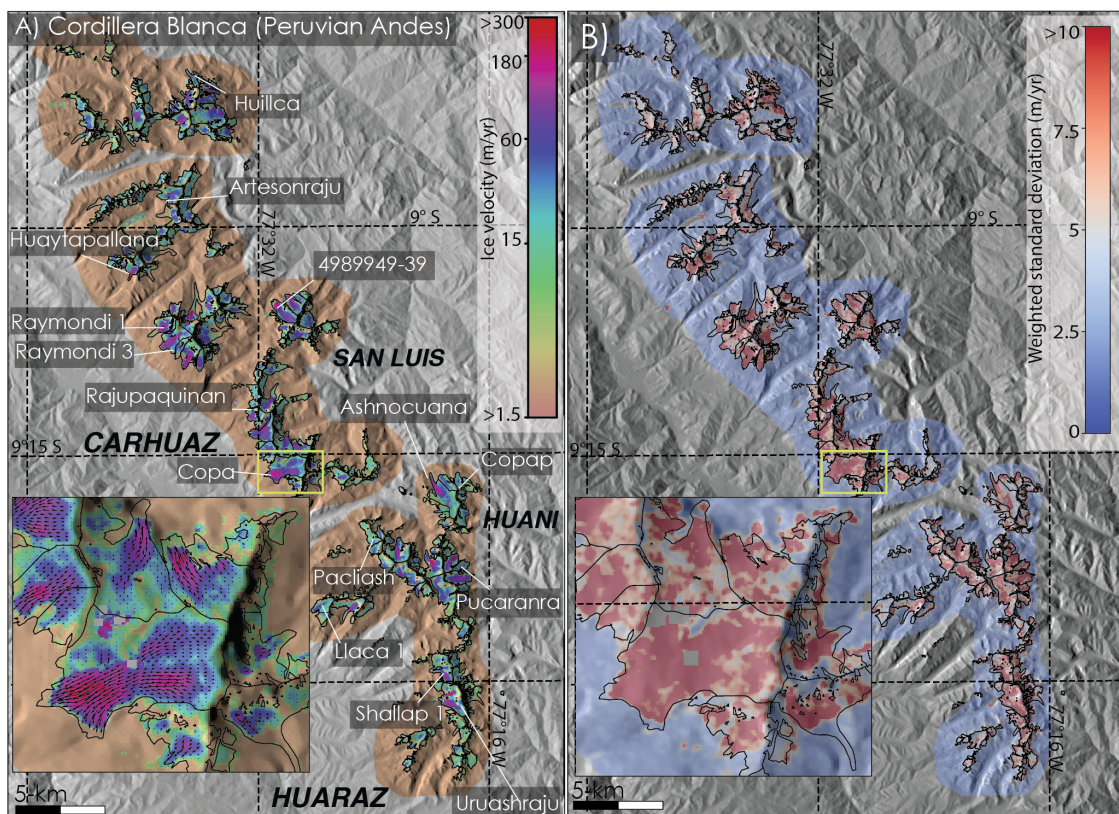 A) Cordillera Blanca (Peruvian Andes)
>300
180
60
15
>1.5
Ice velocity (m/yr)
Huillca
77°32 W
Artesonraju
9° S
Huaytapallana
4989949-39
Raymondi 1
Raymondi 3
SAN LUIS
Rajupaquinan
Ashnocuana
CARHUAZ
9°15 S
Copa
Copap
HUANI
Pacliash
Pucaranra
Llaca 1
Shallap 1
77°16 W
Uruashraju
HUARAZ
5 km
B)
>10
7.5
5
2.5
0
Weighted standard deviation (m/yr)
77°32 W
9° S
77°16 W
5 km